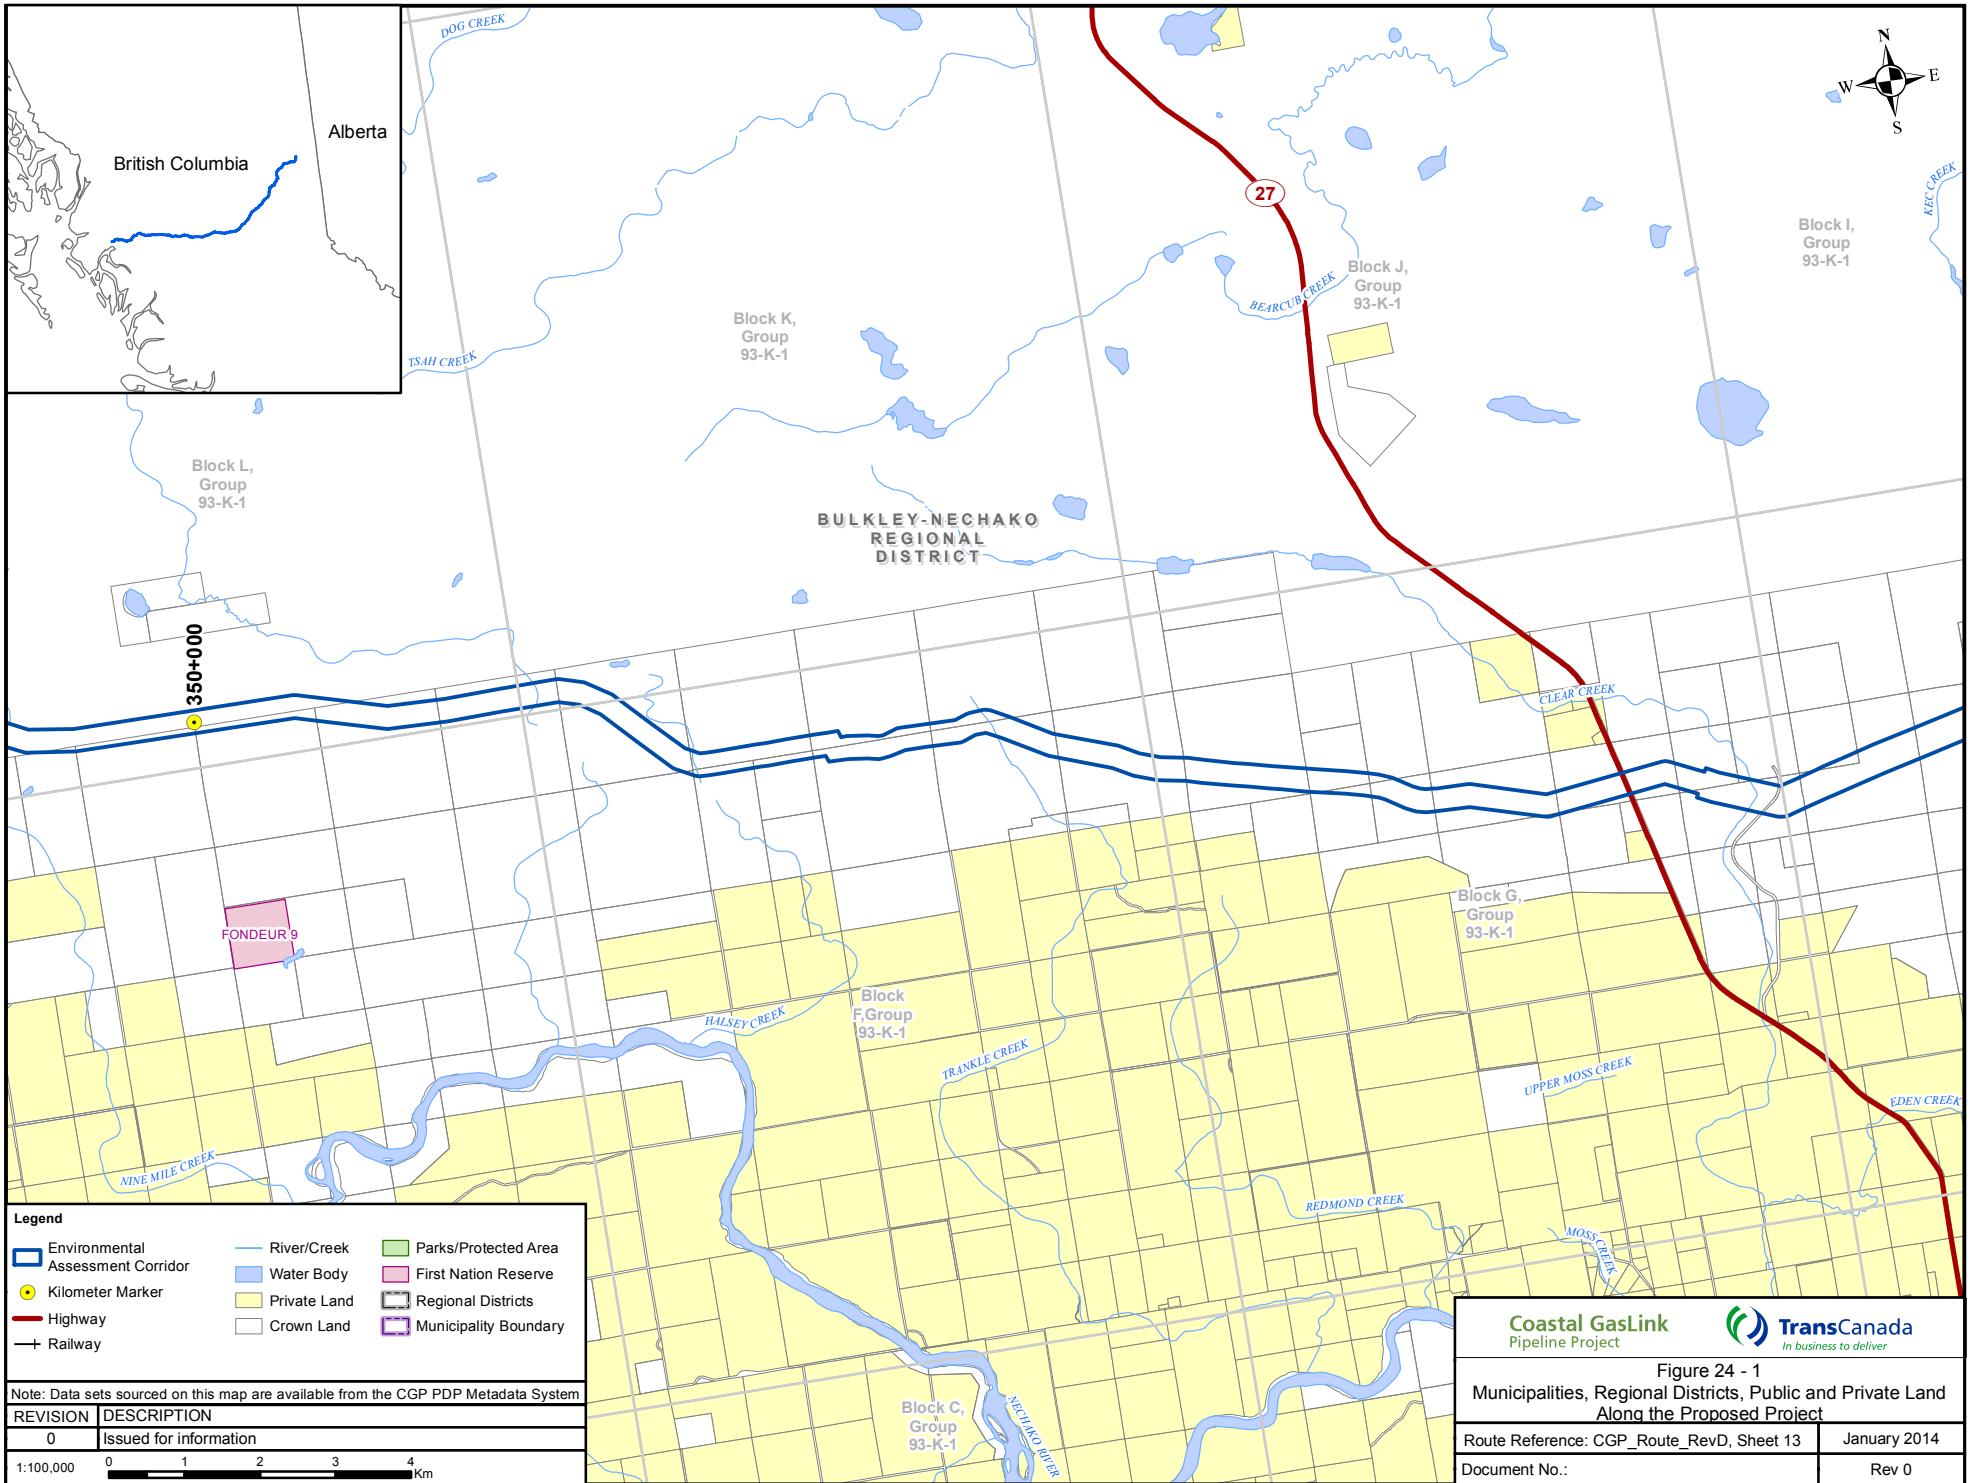 DOG CREEK
N
W
E
S
Alberta
British Columbia
KEC CREEK
27
Block I,
Group
93-K-1
Block J,
Group
93-K-1
BEARCUB CREEK
Block K,
Group
93-K-1
TSAH CREEK
Block L,
Group
93-K-1
BULKLEY-NECHAKO
REGIONAL
DISTRICT
350+000
CLEAR CREEK
Block G,
Group
93-K-1
FONDEUR 9
Block
F,Group
93-K-1
HALSEY CREEK
TRANKLE CREEK
UPPER MOSS CREEK
EDEN CREEK
NINE MILE CREEK
REDMOND CREEK
MOSS CREEK
Block C,
Group
93-K-1
NECHAKO RIVER
Legend
Environmental
Assessment Corridor
Kilometer Marker
Highway
Railway
River/Creek
Water Body
Private Land
Crown Land
Parks/Protected Area
First Nation Reserve
Regional Districts
Municipality Boundary
Note: Data sets sourced on this map are available from the CGP PDP Metadata System
REVISION DESCRIPTION
0 Issued for information
1:100,000 0 1 2 3 4 Km
Coastal GasLink
Pipeline Project
TransCanada
In business to deliver
Figure 24 - 1
Municipalities, Regional Districts, Public and Private Land
Along the Proposed Project
Route Reference: CGP_Route_RevD, Sheet 13 January 2014
Document No.: Rev 0